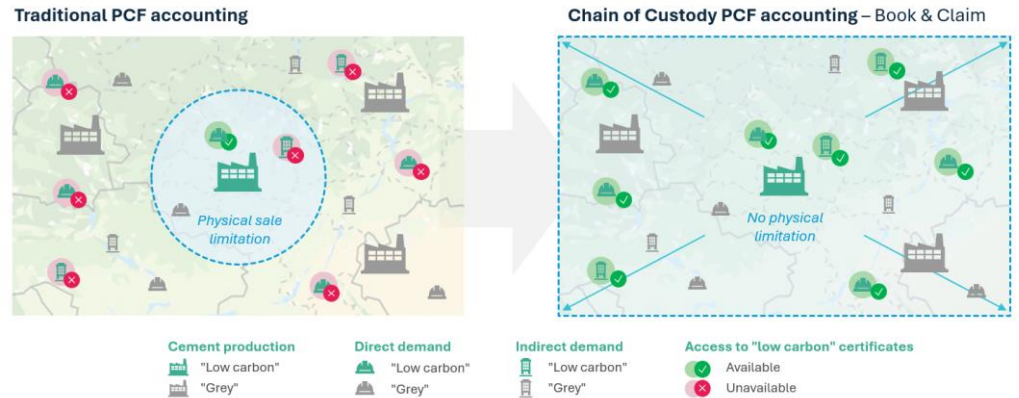 Traditional PCF accounting
Chain of Custody PCF accounting – Book & Claim
Physical sale
limitation
No physical
limitation
Cement production
"Low carbon"
"Grey"
Direct demand
"Low carbon"
"Grey"
Indirect demand
"Low carbon"
"Grey"
Access to "low carbon" certificates
Available
Unavailable